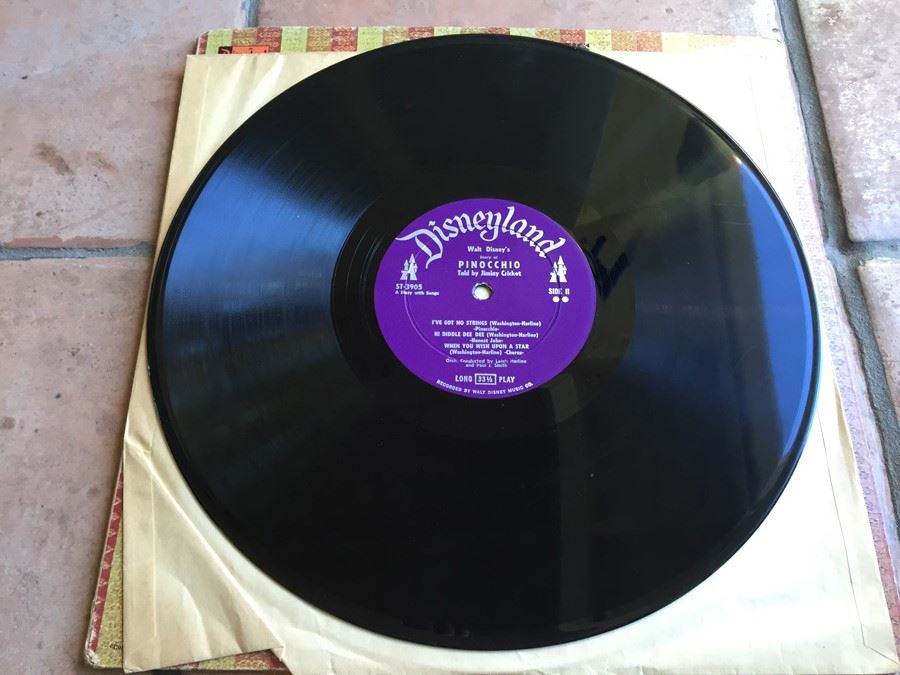 Disneyland
Walt Disney's
Story of
PINOCCHIO
Told by Jiminy Cricket
ST-3905
A Story with Songs
SIDE II
I'VE GOT NO STRINGS (Washington-Harline)
-Pinocchio-
HI DIDDLE DEE DEE (Washington-Harline)
-Honest John-
WHEN YOU WISH UPON A STAR
(Washington-Harline) -Chorus-
Orch. Conducted by Leigh Harline
and Paul J. Smith
LONG 33⅓ PLAY
RECORDED BY WALT DISNEY MUSIC CO.